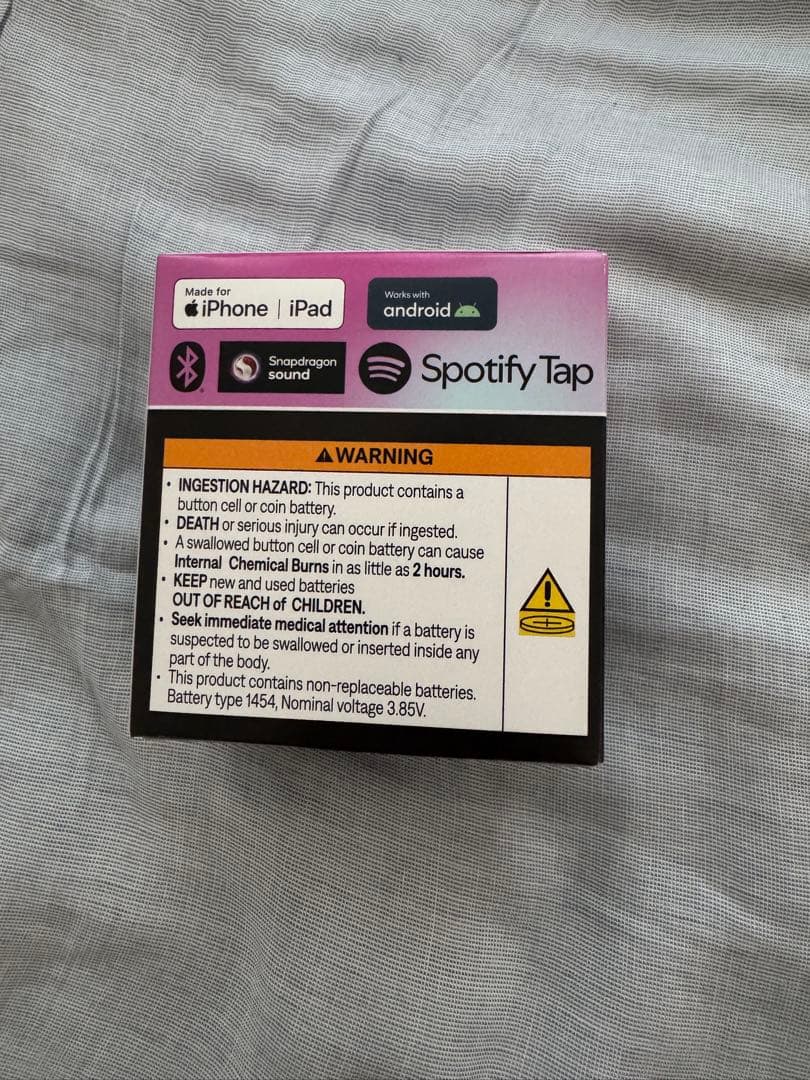 Made for
iPhone | iPad
Works with
android
Snapdragon
sound
Spotify Tap
WARNING
• INGESTION HAZARD: This product contains a
button cell or coin battery.
• DEATH or serious injury can occur if ingested.
• A swallowed button cell or coin battery can cause
Internal Chemical Burns in as little as 2 hours.
• KEEP new and used batteries
OUT OF REACH of CHILDREN.
• Seek immediate medical attention if a battery is
suspected to be swallowed or inserted inside any
part of the body.
• This product contains non-replaceable batteries.
Battery type 1454, Nominal voltage 3.85V.